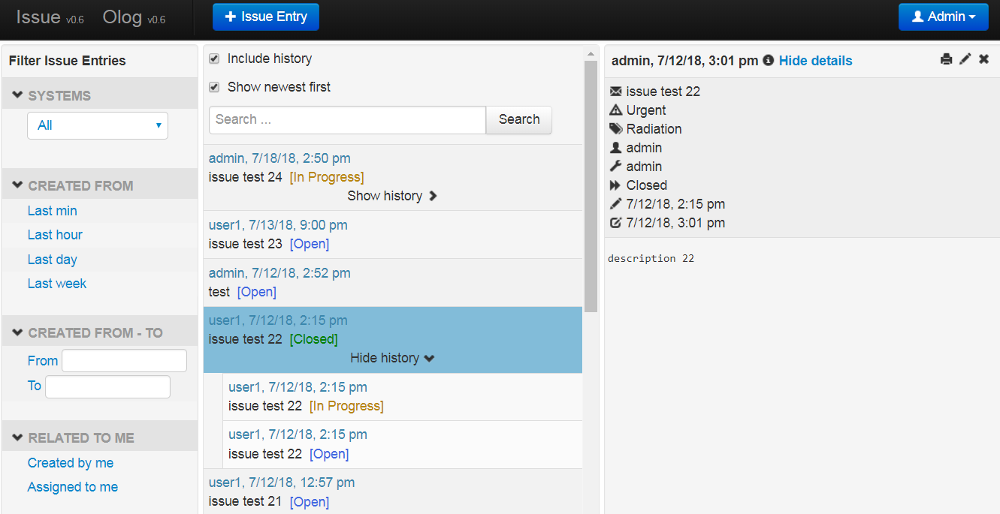 Issue v0.6 Olog v0.6 Issue Entry Admin
Filter Issue Entries
SYSTEMS
All
CREATED FROM
Last min
Last hour
Last day
Last week
CREATED FROM - TO
From
To
RELATED TO ME
Created by me
Assigned to me
Include history
Show newest first
Search ... Search
admin, 7/18/18, 2:50 pm
issue test 24 [In Progress]
Show history
user1, 7/13/18, 9:00 pm
issue test 23 [Open]
admin, 7/12/18, 2:52 pm
test [Open]
user1, 7/12/18, 2:15 pm
issue test 22 [Closed]
Hide history
user1, 7/12/18, 2:15 pm
issue test 22 [In Progress]
user1, 7/12/18, 2:15 pm
issue test 22 [Open]
user1, 7/12/18, 12:57 pm
issue test 21 [Open]
admin, 7/12/18, 3:01 pm Hide details
issue test 22
Urgent
Radiation
admin
admin
Closed
7/12/18, 2:15 pm
7/12/18, 3:01 pm
description 22